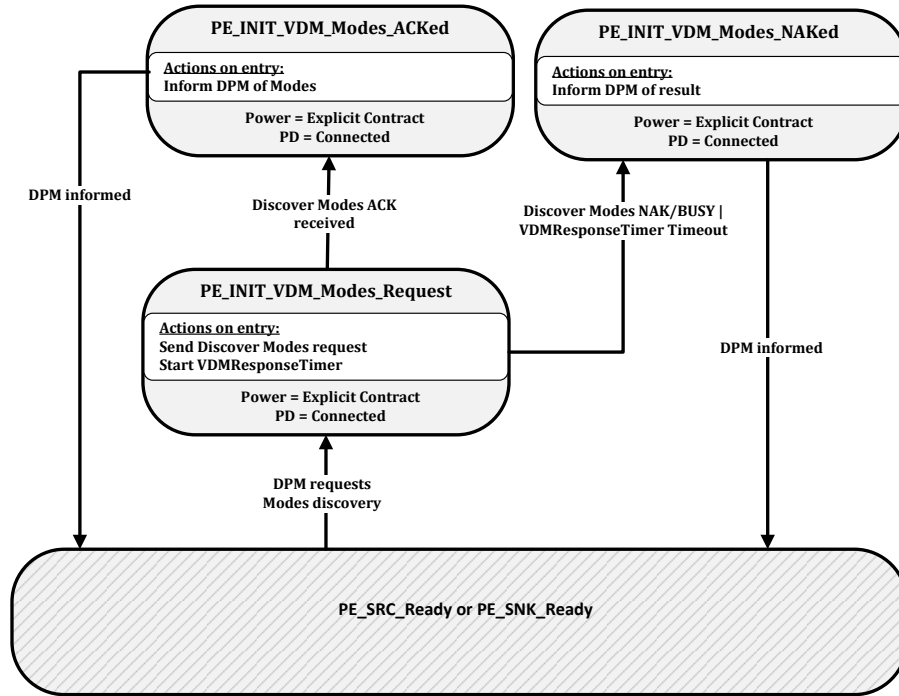 PE_INIT_VDM_Modes_ACKed
Actions on entry:
Inform DPM of Modes
Power = Explicit Contract
PD = Connected
PE_INIT_VDM_Modes_NAKed
Actions on entry:
Inform DPM of result
Power = Explicit Contract
PD = Connected
DPM informed
Discover Modes ACK
received
Discover Modes NAK/BUSY |
VDMResponseTimer Timeout
PE_INIT_VDM_Modes_Request
Actions on entry:
Send Discover Modes request
Start VDMResponseTimer
Power = Explicit Contract
PD = Connected
DPM informed
DPM requests
Modes discovery
PE_SRC_Ready or PE_SNK_Ready